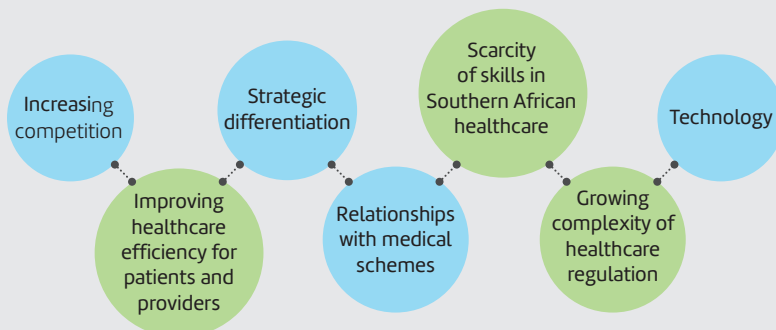 Increasing
competition
Improving
healthcare
efficiency for
patients and
providers
Strategic
differentiation
Relationships
with medical
schemes
Scarcity
of skills in
Southern African
healthcare
Growing
complexity of
healthcare
regulation
Technology